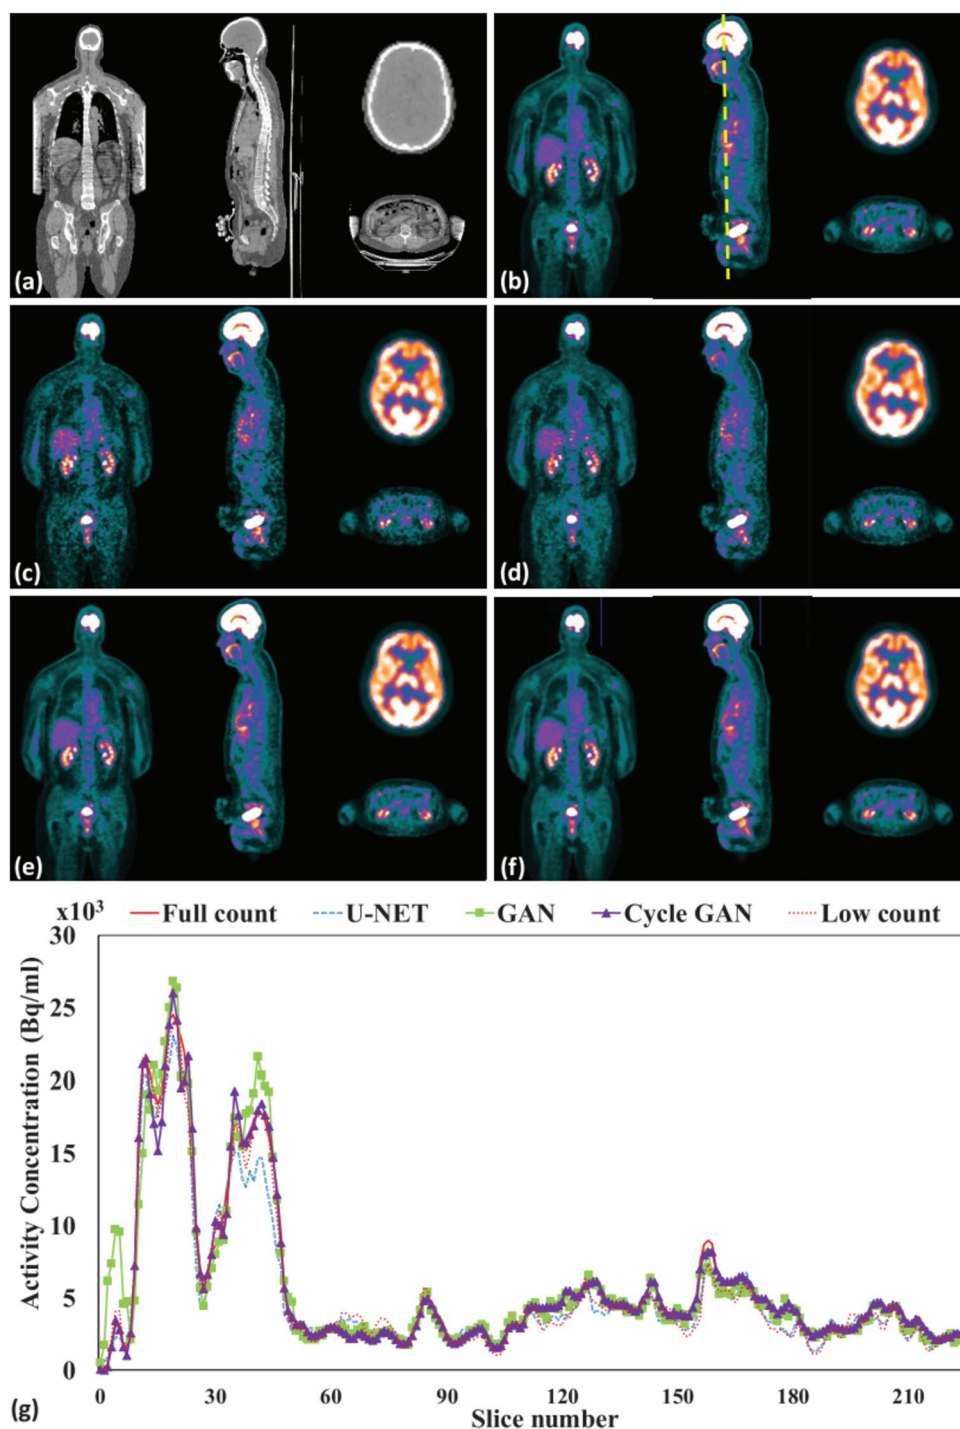 (a)
(b)
(c)
(d)
(e)
(f)
x10³
Full count
U-NET
GAN
Cycle GAN
Low count
30
25
20
15
10
5
0
Activity Concentration (Bq/ml)
0 30 60 90 120 150 180 210
Slice number
(g)